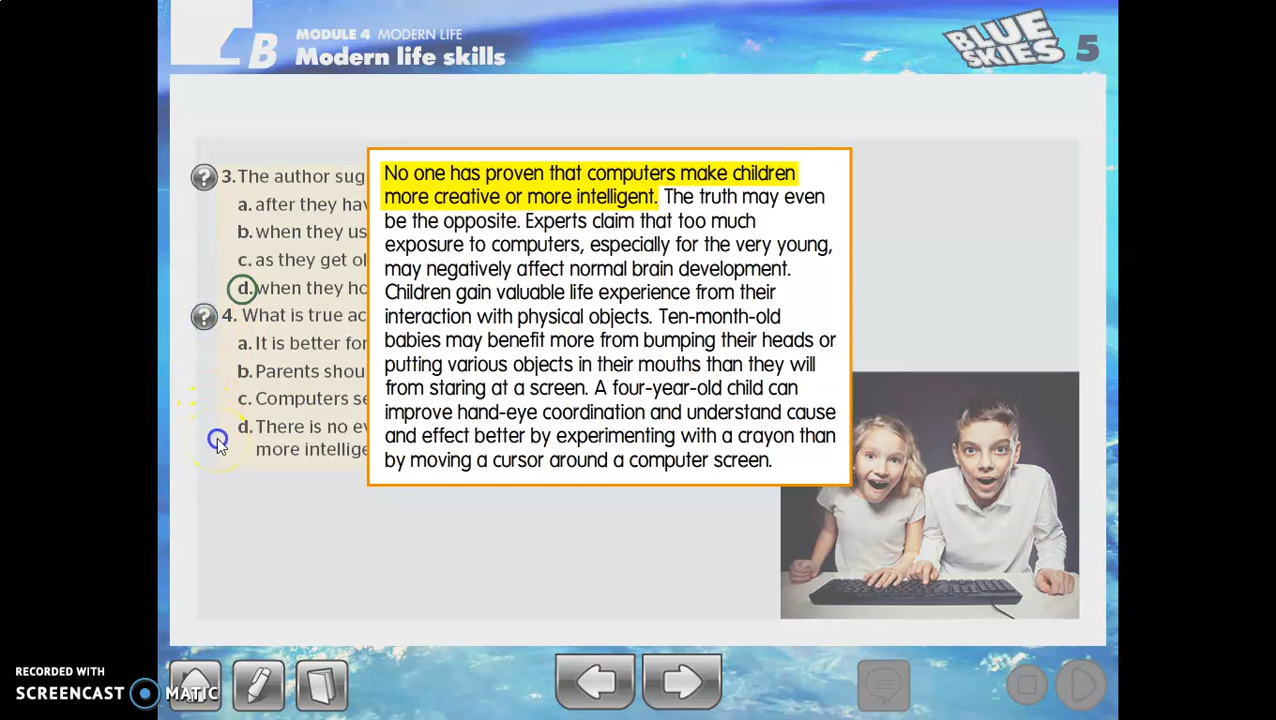 B
MODULE 4 MODERN LIFE
Modern life skills
BLUE SKIES 5
3. The author sug
a. after they hav
b. when they us
c. as they get ol
d. when they ho
4. What is true ac
a. It is better for
b. Parents shou
c. Computers se
d. There is no ev
more intellige
No one has proven that computers make children
more creative or more intelligent. The truth may even
be the opposite. Experts claim that too much
exposure to computers, especially for the very young,
may negatively affect normal brain development.
Children gain valuable life experience from their
interaction with physical objects. Ten-month-old
babies may benefit more from bumping their heads or
putting various objects in their mouths than they will
from staring at a screen. A four-year-old child can
improve hand-eye coordination and understand cause
and effect better by experimenting with a crayon than
by moving a cursor around a computer screen.
RECORDED WITH
SCREENCAST MATIC